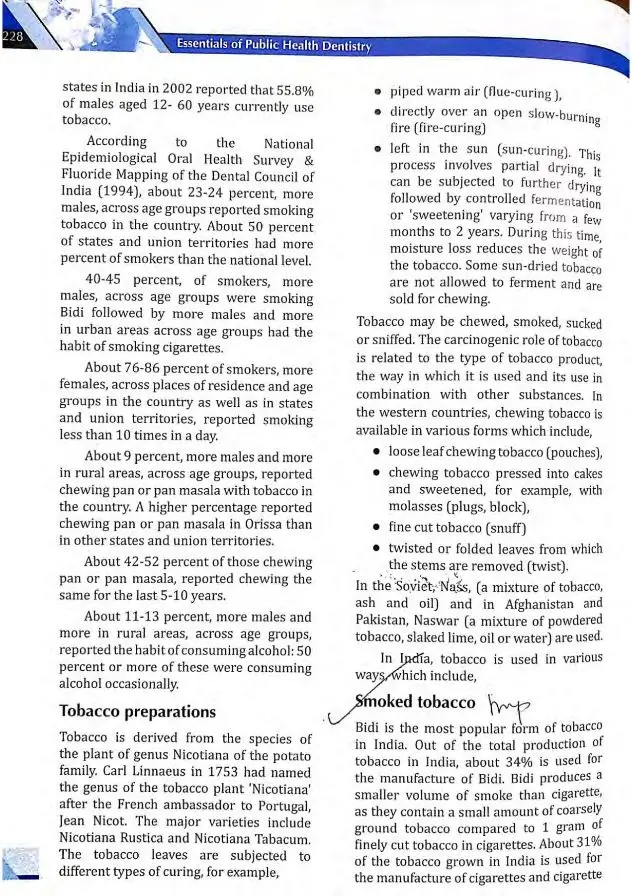 228
Essentials of Public Health Dentistry
states in India in 2002 reported that 55.8%
of males aged 12- 60 years currently use
tobacco.
According to the National
Epidemiological Oral Health Survey &
Fluoride Mapping of the Dental Council of
India (1994), about 23-24 percent, more
males, across age groups reported smoking
tobacco in the country. About 50 percent
of states and union territories had more
percent of smokers than the national level.
40-45 percent, of smokers, more
males, across age groups were smoking
Bidi followed by more males and more
in urban areas across age groups had the
habit of smoking cigarettes.
About 76-86 percent of smokers, more
females, across places of residence and age
groups in the country as well as in states
and union territories, reported smoking
less than 10 times in a day.
About 9 percent, more males and more
in rural areas, across age groups, reported
chewing pan or pan masala with tobacco in
the country. A higher percentage reported
chewing pan or pan masala in Orissa than
in other states and union territories.
About 42-52 percent of those chewing
pan or pan masala, reported chewing the
same for the last 5-10 years.
About 11-13 percent, more males and
more in rural areas, across age groups,
reported the habit of consuming alcohol: 50
percent or more of these were consuming
alcohol occasionally.
Tobacco preparations
Tobacco is derived from the species of
the plant of genus Nicotiana of the potato
family. Carl Linnaeus in 1753 had named
the genus of the tobacco plant 'Nicotiana'
after the French ambassador to Portugal,
Jean Nicot. The major varieties include
Nicotiana Rustica and Nicotiana Tabacum.
The tobacco leaves are subjected to
different types of curing, for example,
• piped warm air (flue-curing ),
• directly over an open slow-burning
fire (fire-curing)
• left in the sun (sun-curing). This
process involves partial drying. It
can be subjected to further drying
followed by controlled fermentation
or 'sweetening' varying from a few
months to 2 years. During this time,
moisture loss reduces the weight of
the tobacco. Some sun-dried tobacco
are not allowed to ferment and are
sold for chewing.
Tobacco may be chewed, smoked, sucked
or sniffed. The carcinogenic role of tobacco
is related to the type of tobacco product,
the way in which it is used and its use in
combination with other substances. In
the western countries, chewing tobacco is
available in various forms which include,
• loose leaf chewing tobacco (pouches),
• chewing tobacco pressed into cakes
and sweetened, for example, with
molasses (plugs, block),
• fine cut tobacco (snuff)
• twisted or folded leaves from which
the stems are removed (twist).
In the Soviet, Nass, (a mixture of tobacco,
ash and oil) and in Afghanistan and
Pakistan, Naswar (a mixture of powdered
tobacco, slaked lime, oil or water) are used.
In India, tobacco is used in various
ways, which include,
Smoked tobacco Imp
Bidi is the most popular form of tobacco
in India. Out of the total production of
tobacco in India, about 34% is used for
the manufacture of Bidi. Bidi produces a
smaller volume of smoke than cigarette,
as they contain a small amount of coarsely
ground tobacco compared to 1 gram of
finely cut tobacco in cigarettes. About 31%
of the tobacco grown in India is used for
the manufacture of cigarettes and cigarette